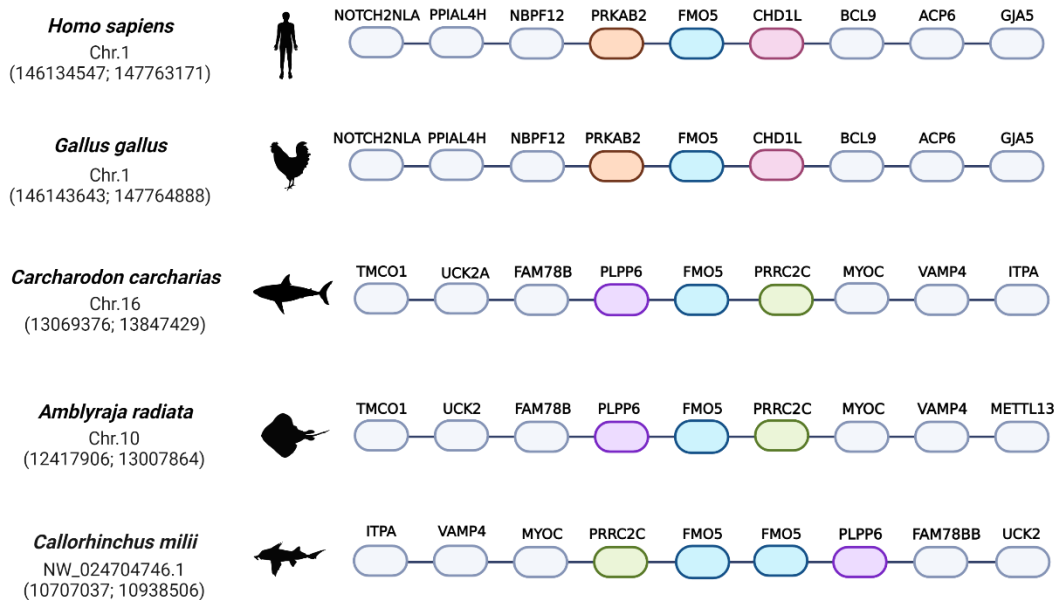 Homo sapiens
Chr.1
(146134547; 147763171)
NOTCH2NLA PPIAL4H NBPF12 PRKAB2 FMO5 CHD1L BCL9 ACP6 GJA5
Gallus gallus
Chr.1
(146143643; 147764888)
NOTCH2NLA PPIAL4H NBPF12 PRKAB2 FMO5 CHD1L BCL9 ACP6 GJA5
Carcharodon carcharias
Chr.16
(13069376; 13847429)
TMCO1 UCK2A FAM78B PLPP6 FMO5 PRRC2C MYOC VAMP4 ITPA
Amblyraja radiata
Chr.10
(12417906; 13007864)
TMCO1 UCK2 FAM78B PLPP6 FMO5 PRRC2C MYOC VAMP4 METTL13
Callorhinchus milii
NW_024704746.1
(10707037; 10938506)
ITPA VAMP4 MYOC PRRC2C FMO5 FMO5 PLPP6 FAM78BB UCK2